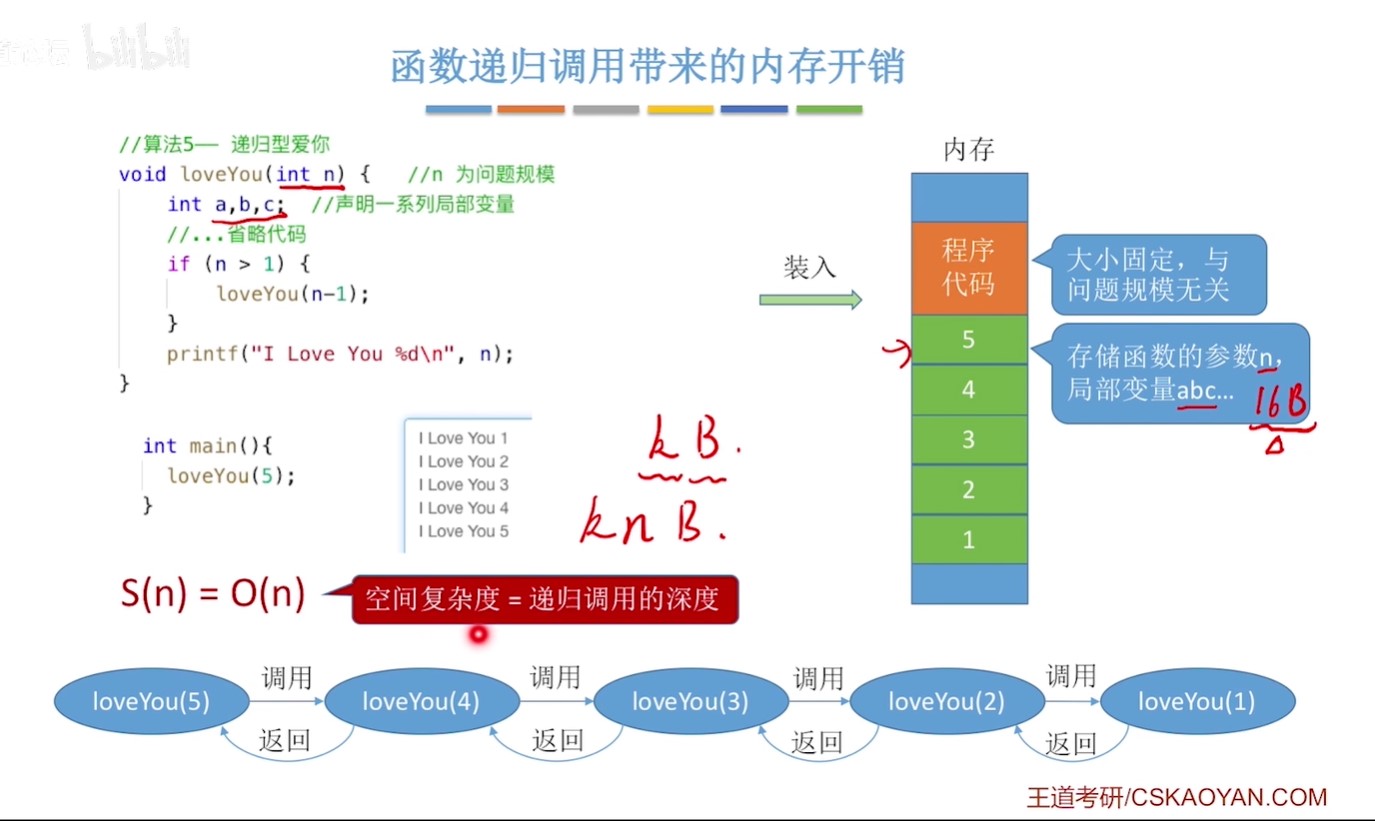 bilibili
函数递归调用带来的内存开销
//算法5—— 递归型爱你
void loveYou(int n) {   //n 为问题规模
    int a,b,c;  //声明一系列局部变量
    //...省略代码
    if (n > 1) {
        loveYou(n-1);
    }
    printf("I Love You %d\n", n);
}
int main(){
  loveYou(5);
}
I Love You 1
I Love You 2
I Love You 3
I Love You 4
I Love You 5
kB.
knB.
装入
内存
程序
代码
5
4
3
2
1
大小固定，与
问题规模无关
存储函数的参数n，
局部变量abc…
16B
S(n) = O(n)
空间复杂度 = 递归调用的深度
loveYou(5) 调用 loveYou(4) 调用 loveYou(3) 调用 loveYou(2) 调用 loveYou(1)
返回 返回 返回 返回
王道考研/CSKAOYAN.COM